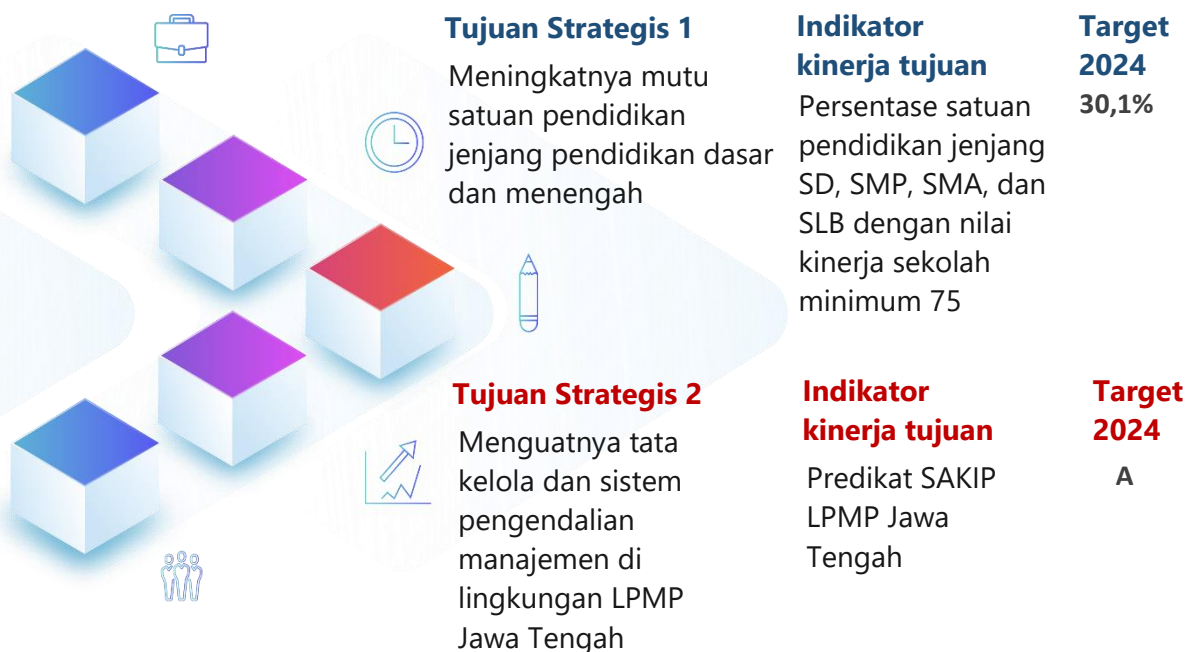 Tujuan Strategis 1
Meningkatnya mutu
satuan pendidikan
jenjang pendidikan dasar
dan menengah
Indikator
kinerja tujuan
Persentase satuan
pendidikan jenjang
SD, SMP, SMA, dan
SLB dengan nilai
kinerja sekolah
minimum 75
Target
2024
30,1%
Tujuan Strategis 2
Menguatnya tata
kelola dan sistem
pengendalian
manajemen di
lingkungan LPMP
Jawa Tengah
Indikator
kinerja tujuan
Predikat SAKIP
LPMP Jawa
Tengah
Target
2024
A